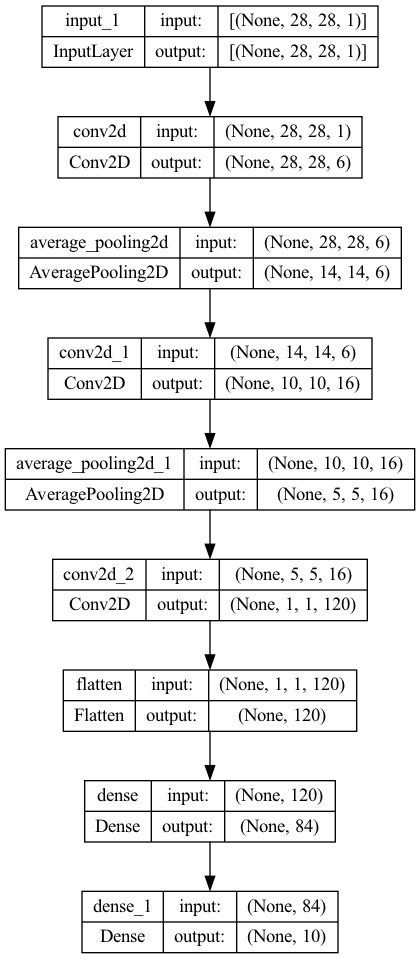 input_1 input: [(None, 28, 28, 1)]
InputLayer output: [(None, 28, 28, 1)]
conv2d input: (None, 28, 28, 1)
Conv2D output: (None, 28, 28, 6)
average_pooling2d input: (None, 28, 28, 6)
AveragePooling2D output: (None, 14, 14, 6)
conv2d_1 input: (None, 14, 14, 6)
Conv2D output: (None, 10, 10, 16)
average_pooling2d_1 input: (None, 10, 10, 16)
AveragePooling2D output: (None, 5, 5, 16)
conv2d_2 input: (None, 5, 5, 16)
Conv2D output: (None, 1, 1, 120)
flatten input: (None, 1, 1, 120)
Flatten output: (None, 120)
dense input: (None, 120)
Dense output: (None, 84)
dense_1 input: (None, 84)
Dense output: (None, 10)